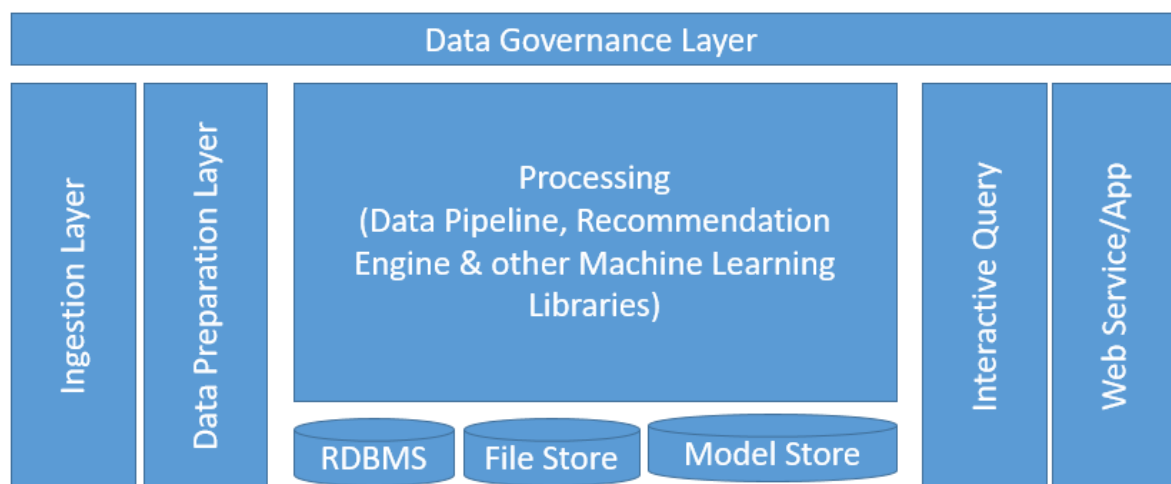 Data Governance Layer
Ingestion Layer
Data Preparation Layer
Processing
(Data Pipeline, Recommendation
Engine & other Machine Learning
Libraries)
RDBMS
File Store
Model Store
Interactive Query
Web Service/App